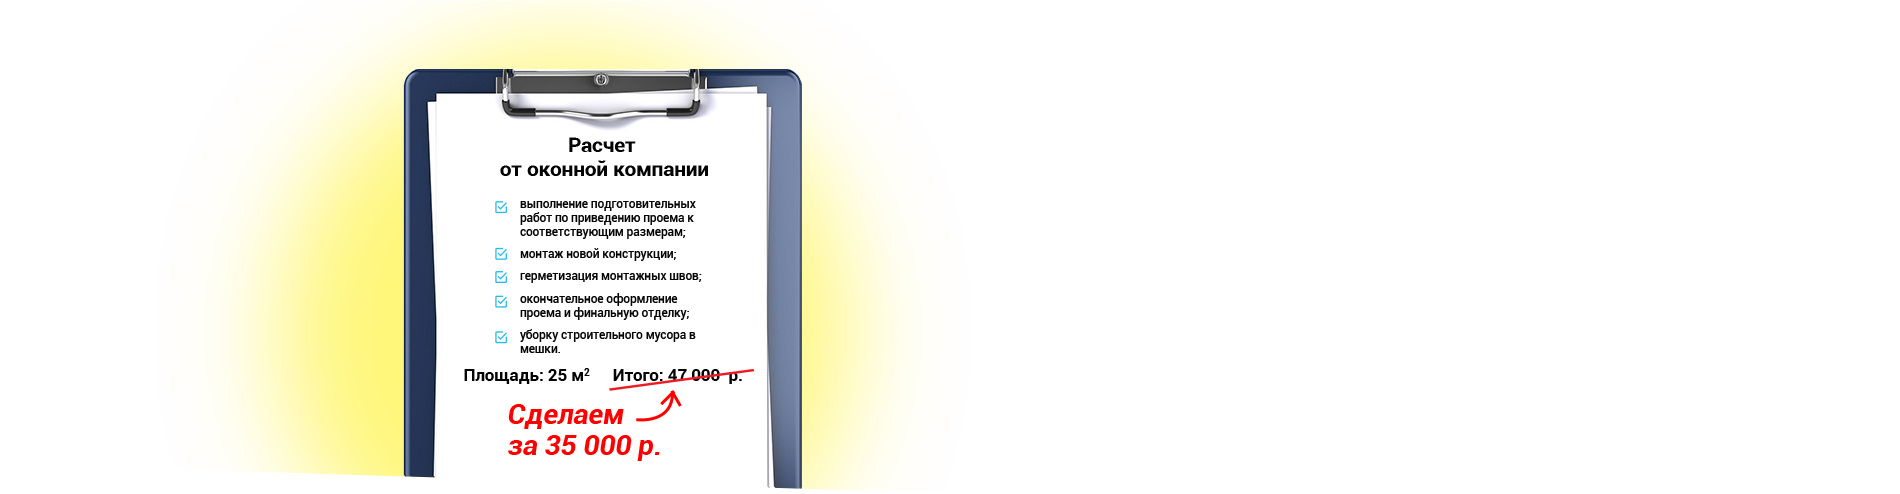 Расчет
от оконной компании
выполнение подготовительных
работ по приведению проема к
соответствующим размерам;
монтаж новой конструкции;
герметизация монтажных швов;
окончательное оформление
проема и финальную отделку;
уборку строительного мусора в
мешки.
Площадь: 25 м² Итого: 47 000 р.
Сделаем
за 35 000 р.